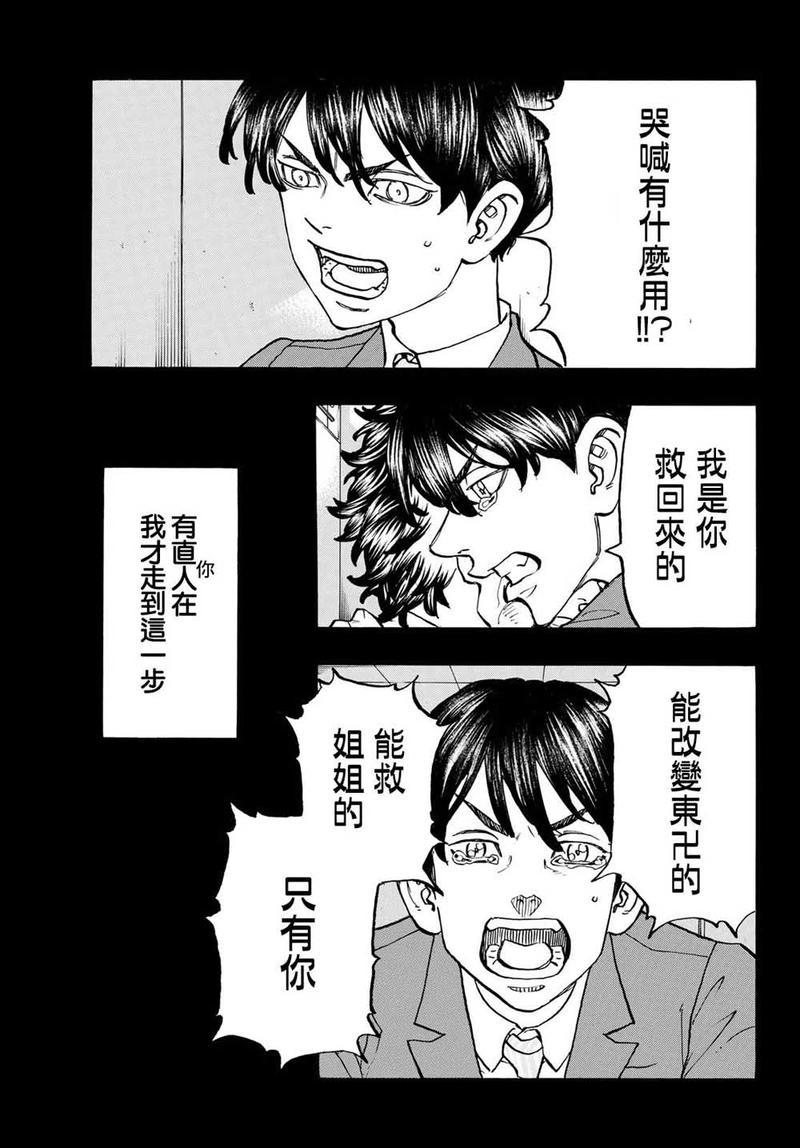 哭喊有什麼用!!?
我是你
救回來的
有直人在
你
我才走到這一步
能改變東卍的
能救
姐姐的
只有你